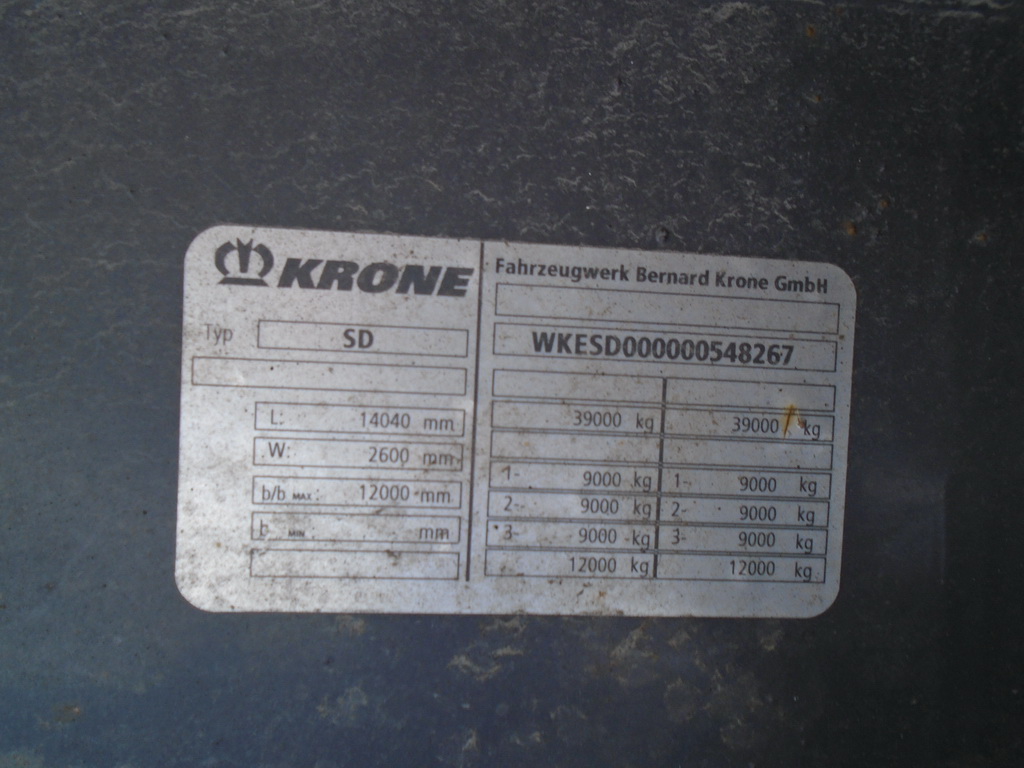 KRONE
Typ SD
L: 14040 mm
W: 2600 mm
b/b MAX: 12000 mm
b MIN mm
Fahrzeugwerk Bernard Krone GmbH
WKESD000000548267
39000 kg 39000 kg
1- 9000 kg 1- 9000 kg
2- 9000 kg 2- 9000 kg
3- 9000 kg 3- 9000 kg
12000 kg 12000 kg